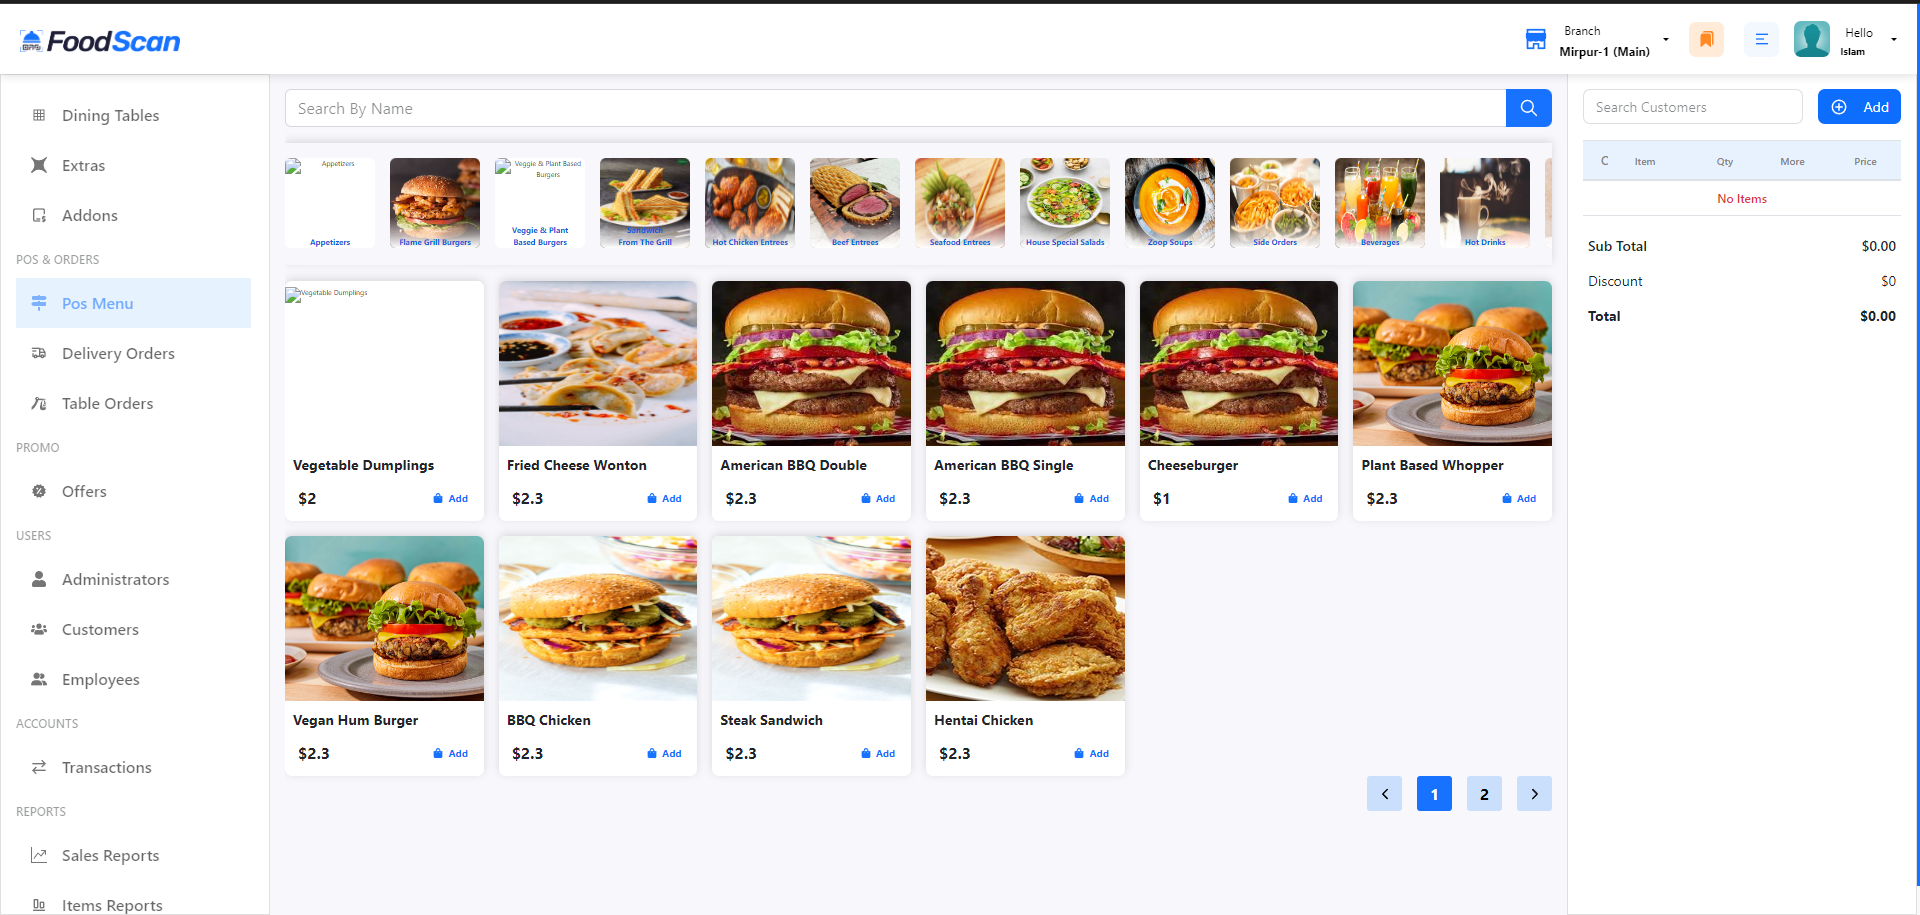 FoodScan
Branch
Mirpur-1 (Main)
Hello
Islam
Dining Tables
Extras
Addons
POS & ORDERS
Pos Menu
Delivery Orders
Table Orders
PROMO
Offers
USERS
Administrators
Customers
Employees
ACCOUNTS
Transactions
REPORTS
Sales Reports
Items Reports
Search By Name
Appetizers
Appetizers
Flame Grill Burgers
Veggie & Plant Based
Burgers
Veggie & Plant
Based Burgers
Sandwich
From The Grill
Hot Chicken Entrees
Beef Entrees
Seafood Entrees
House Special Salads
Zoop Soups
Side Orders
Beverages
Hot Drinks
Vegetable Dumplings
Vegetable Dumplings
$2
Add
Fried Cheese Wonton
$2.3
Add
American BBQ Double
$2.3
Add
American BBQ Single
$2.3
Add
Cheeseburger
$1
Add
Plant Based Whopper
$2.3
Add
Vegan Hum Burger
$2.3
Add
BBQ Chicken
$2.3
Add
Steak Sandwich
$2.3
Add
Hentai Chicken
$2.3
Add
1
2
Search Customers
Add
C Item Qty More Price
No Items
Sub Total $0.00
Discount $0
Total $0.00